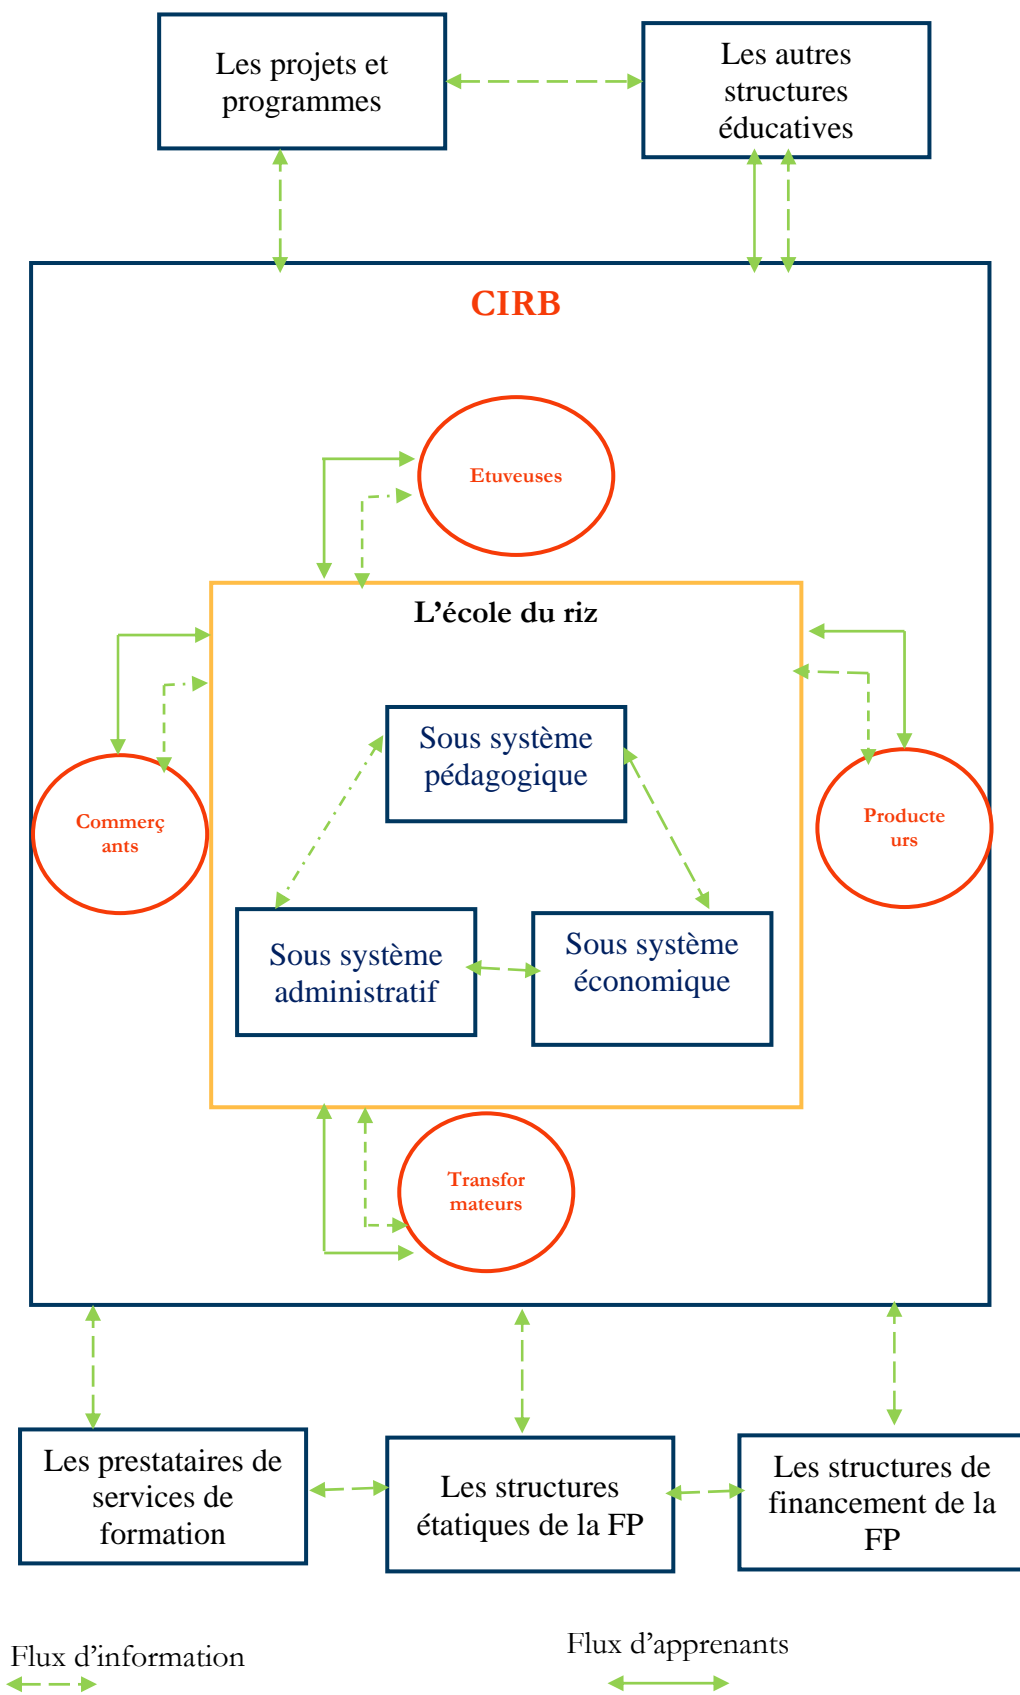 Les projets et
programmes
Les autres
structures
éducatives
CIRB
Etuveuses
L’école du riz
Sous système
pédagogique
Commerç
ants
Producte
urs
Sous système
administratif
Sous système
économique
Transfor
mateurs
Les prestataires de
services de
formation
Les structures
étatiques de la FP
Les structures de
financement de la
FP
Flux d’information
Flux d’apprenants